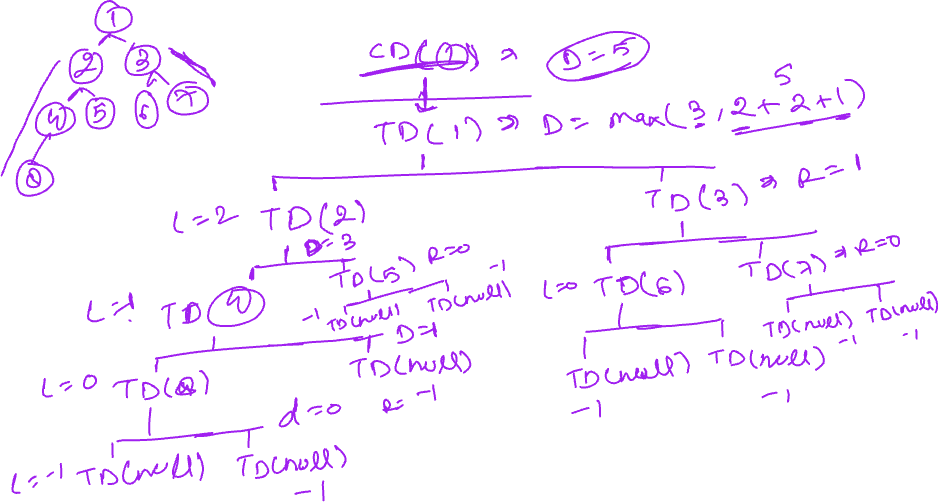 1
2 3
4 5 6 7
CD(1) ⇒ D=5
5
TD(1) ⇒ D= max(3, 2+2+1)
L=2 TD(2) TD(3) ⇒ R=1
D=3
L=1 TD(4) TD(5) R=0 L=0 TD(6) TD(7) ⇒ R=0
-1 TD(null) TD(null) -1
D=1
L=0 TD(8) TD(null) R=-1
TD(null) TD(null) TD(null) -1 TD(null)
-1 -1 -1
d=0
L=-1 TD(null) TD(null)
-1